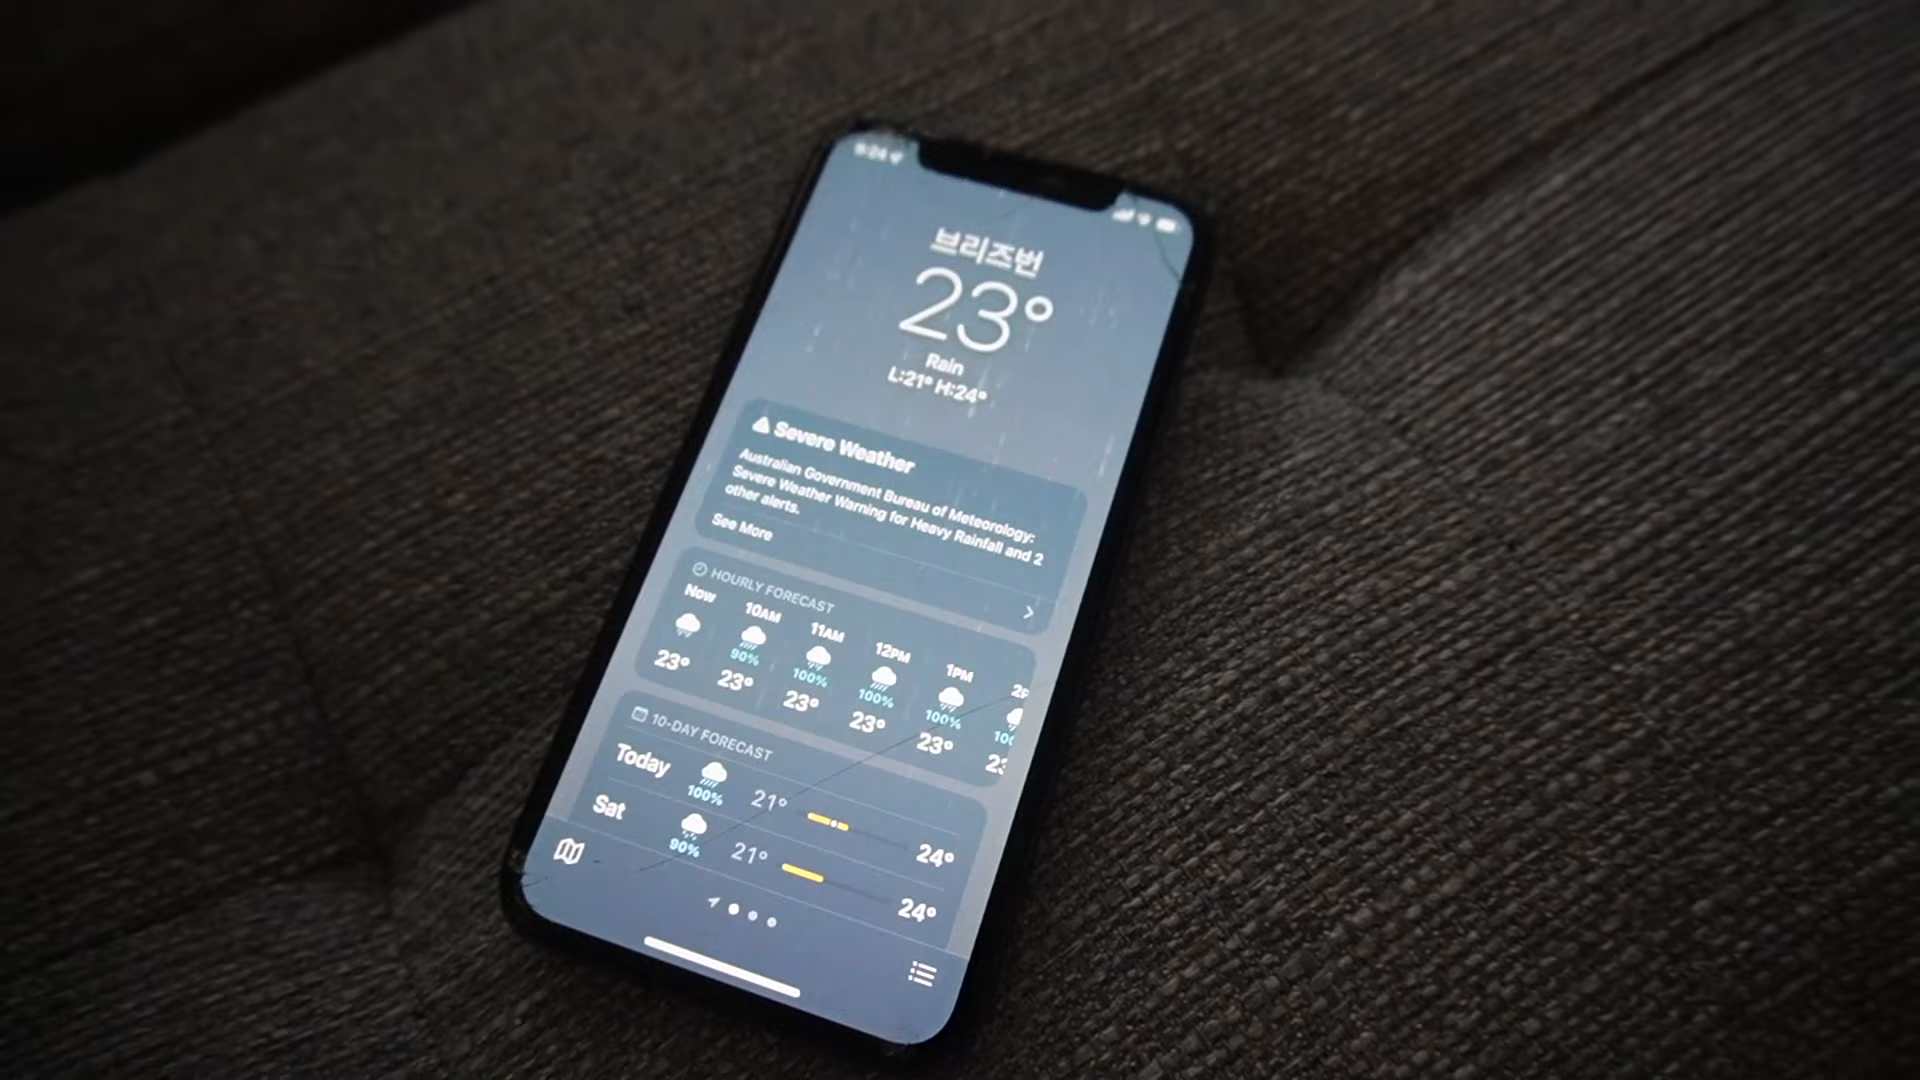 9:24
브리즈번
23°
Rain
L:21° H:24°
Severe Weather
Australian Government Bureau of Meteorology:
Severe Weather Warning for Heavy Rainfall and 2
other alerts.
See More
HOURLY FORECAST
Now 10AM 11AM 12PM 1PM
90% 100% 100% 100%
23° 23° 23° 23° 23°
10-DAY FORECAST
Today 100% 21° 24°
Sat 90% 21° 24°